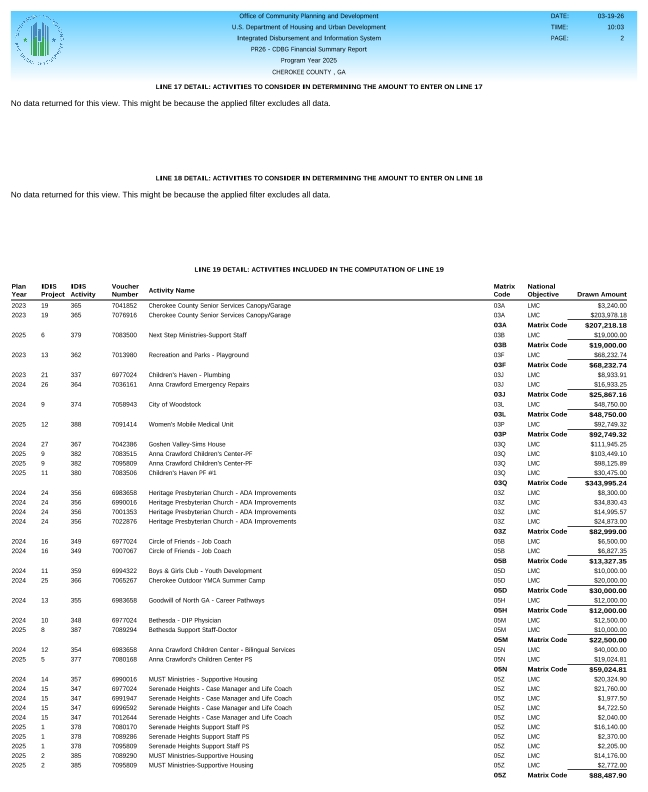 Office of Community Planning and Development DATE: 03-19-26
U.S. Department of Housing and Urban Development TIME: 10:03
Integrated Disbursement and Information System PAGE: 2
PR26 - CDBG Financial Summary Report
Program Year 2025
CHEROKEE COUNTY , GA
LINE 17 DETAIL: ACTIVITIES TO CONSIDER IN DETERMINING THE AMOUNT TO ENTER ON LINE 17
No data returned for this view. This might be because the applied filter excludes all data.
LINE 18 DETAIL: ACTIVITIES TO CONSIDER IN DETERMINING THE AMOUNT TO ENTER ON LINE 18
No data returned for this view. This might be because the applied filter excludes all data.
LINE 19 DETAIL: ACTIVITIES INCLUDED IN THE COMPUTATION OF LINE 19
Plan IDIS IDIS Voucher Activity Name Matrix National
Year Project Activity Number Code Objective Drawn Amount
2023 19 365 7041852 Cherokee County Senior Services Canopy/Garage 03A LMC $3,240.00
2023 19 365 7076916 Cherokee County Senior Services Canopy/Garage 03A LMC $203,978.18
03A Matrix Code $207,218.18
2025 6 379 7083500 Next Step Ministries-Support Staff 03B LMC $19,000.00
03B Matrix Code $19,000.00
2023 13 362 7013980 Recreation and Parks - Playground 03F LMC $68,232.74
03F Matrix Code $68,232.74
2023 21 337 6977024 Children's Haven - Plumbing 03J LMC $8,933.91
2024 26 364 7036161 Anna Crawford Emergency Repairs 03J LMC $16,933.25
03J Matrix Code $25,867.16
2024 9 374 7058943 City of Woodstock 03L LMC $48,750.00
03L Matrix Code $48,750.00
2025 12 388 7091414 Women's Mobile Medical Unit 03P LMC $92,749.32
03P Matrix Code $92,749.32
2024 27 367 7042386 Goshen Valley-Sims House 03Q LMC $111,945.25
2025 9 382 7083515 Anna Crawford Children's Center-PF 03Q LMC $103,449.10
2025 9 382 7095809 Anna Crawford Children's Center-PF 03Q LMC $98,125.89
2025 11 380 7083506 Children's Haven PF #1 03Q LMC $30,475.00
03Q Matrix Code $343,995.24
2024 24 356 6983658 Heritage Presbyterian Church - ADA Improvements 03Z LMC $8,300.00
2024 24 356 6990016 Heritage Presbyterian Church - ADA Improvements 03Z LMC $34,830.43
2024 24 356 7001353 Heritage Presbyterian Church - ADA Improvements 03Z LMC $14,995.57
2024 24 356 7022876 Heritage Presbyterian Church - ADA Improvements 03Z LMC $24,873.00
03Z Matrix Code $82,999.00
2024 16 349 6977024 Circle of Friends - Job Coach 05B LMC $6,500.00
2024 16 349 7007067 Circle of Friends - Job Coach 05B LMC $6,827.35
05B Matrix Code $13,327.35
2024 11 359 6994322 Boys & Girls Club - Youth Development 05D LMC $10,000.00
2024 25 366 7065267 Cherokee Outdoor YMCA Summer Camp 05D LMC $20,000.00
05D Matrix Code $30,000.00
2024 13 355 6983658 Goodwill of North GA - Career Pathways 05H LMC $12,000.00
05H Matrix Code $12,000.00
2024 10 348 6977024 Bethesda - DIP Physician 05M LMC $12,500.00
2025 8 387 7089294 Bethesda Support Staff-Doctor 05M LMC $10,000.00
05M Matrix Code $22,500.00
2024 12 354 6983658 Anna Crawford Children Center - Bilingual Services 05N LMC $40,000.00
2025 5 377 7080168 Anna Crawford's Children Center PS 05N LMC $19,024.81
05N Matrix Code $59,024.81
2024 14 357 6990016 MUST Ministries - Supportive Housing 05Z LMC $20,324.90
2024 15 347 6977024 Serenade Heights - Case Manager and Life Coach 05Z LMC $21,760.00
2024 15 347 6991947 Serenade Heights - Case Manager and Life Coach 05Z LMC $1,977.50
2024 15 347 6996592 Serenade Heights - Case Manager and Life Coach 05Z LMC $4,722.50
2024 15 347 7012644 Serenade Heights - Case Manager and Life Coach 05Z LMC $2,040.00
2025 1 378 7080170 Serenade Heights Support Staff PS 05Z LMC $16,140.00
2025 1 378 7089286 Serenade Heights Support Staff PS 05Z LMC $2,370.00
2025 1 378 7095809 Serenade Heights Support Staff PS 05Z LMC $2,205.00
2025 2 385 7089290 MUST Ministries-Supportive Housing 05Z LMC $14,176.00
2025 2 385 7095809 MUST Ministries-Supportive Housing 05Z LMC $2,772.00
05Z Matrix Code $88,487.90